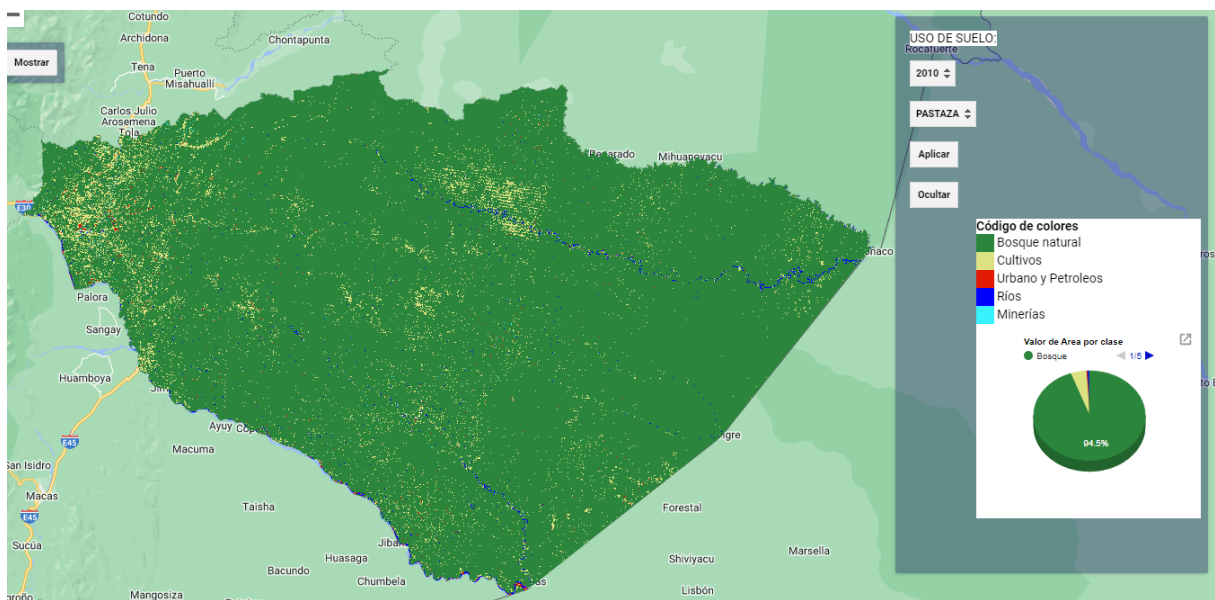 Cotundo
Archidona
Chontapunta
Tena
Puerto
Misahuallí
Carlos Julio
Arosemena
Tola
Mostrar
E30
Palora
Sangay
Huamboya
E45
Macuma
San Isidro
Macas
E45
Sucúa
Taisha
Huasaga
Bacundo
Chumbela
Mangosiza
Ayuy
Mihuanoyacu
Forestal
Shiviyacu
Marsella
Lisbón
USO DE SUELO:
Rocafuerte
2010
PASTAZA
Aplicar
Ocultar
Código de colores
Bosque natural
Cultivos
Urbano y Petroleos
Ríos
Minerías
Valor de Area por clase
Bosque
1/5
94.5%